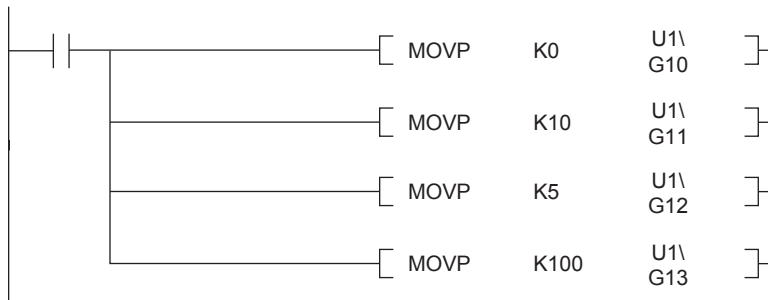 MOVP K0 U1\
G10
MOVP K10 U1\
G11
MOVP K5 U1\
G12
MOVP K100 U1\
G13